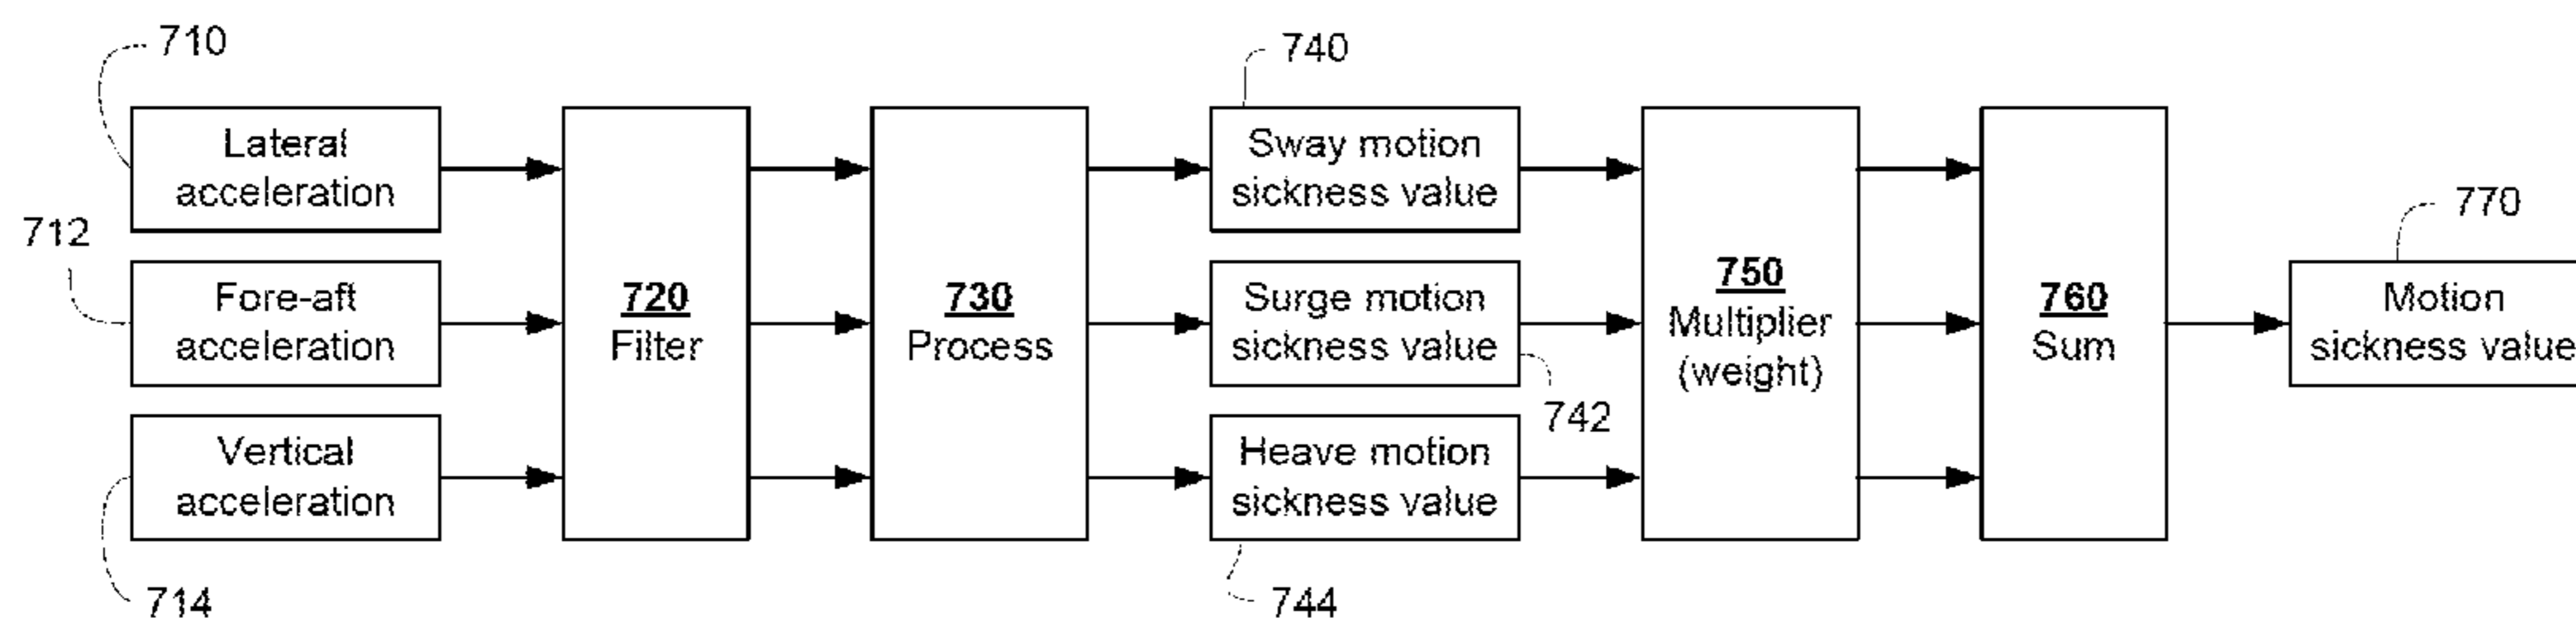 710
740
Lateral
acceleration
Sway motion
sickness value
712
770
Fore-aft
acceleration
720
Filter
730
Process
Surge motion
sickness value
742
750
Multiplier
(weight)
760
Sum
Motion
sickness value
Vertical
acceleration
Heave motion
sickness value
714
744